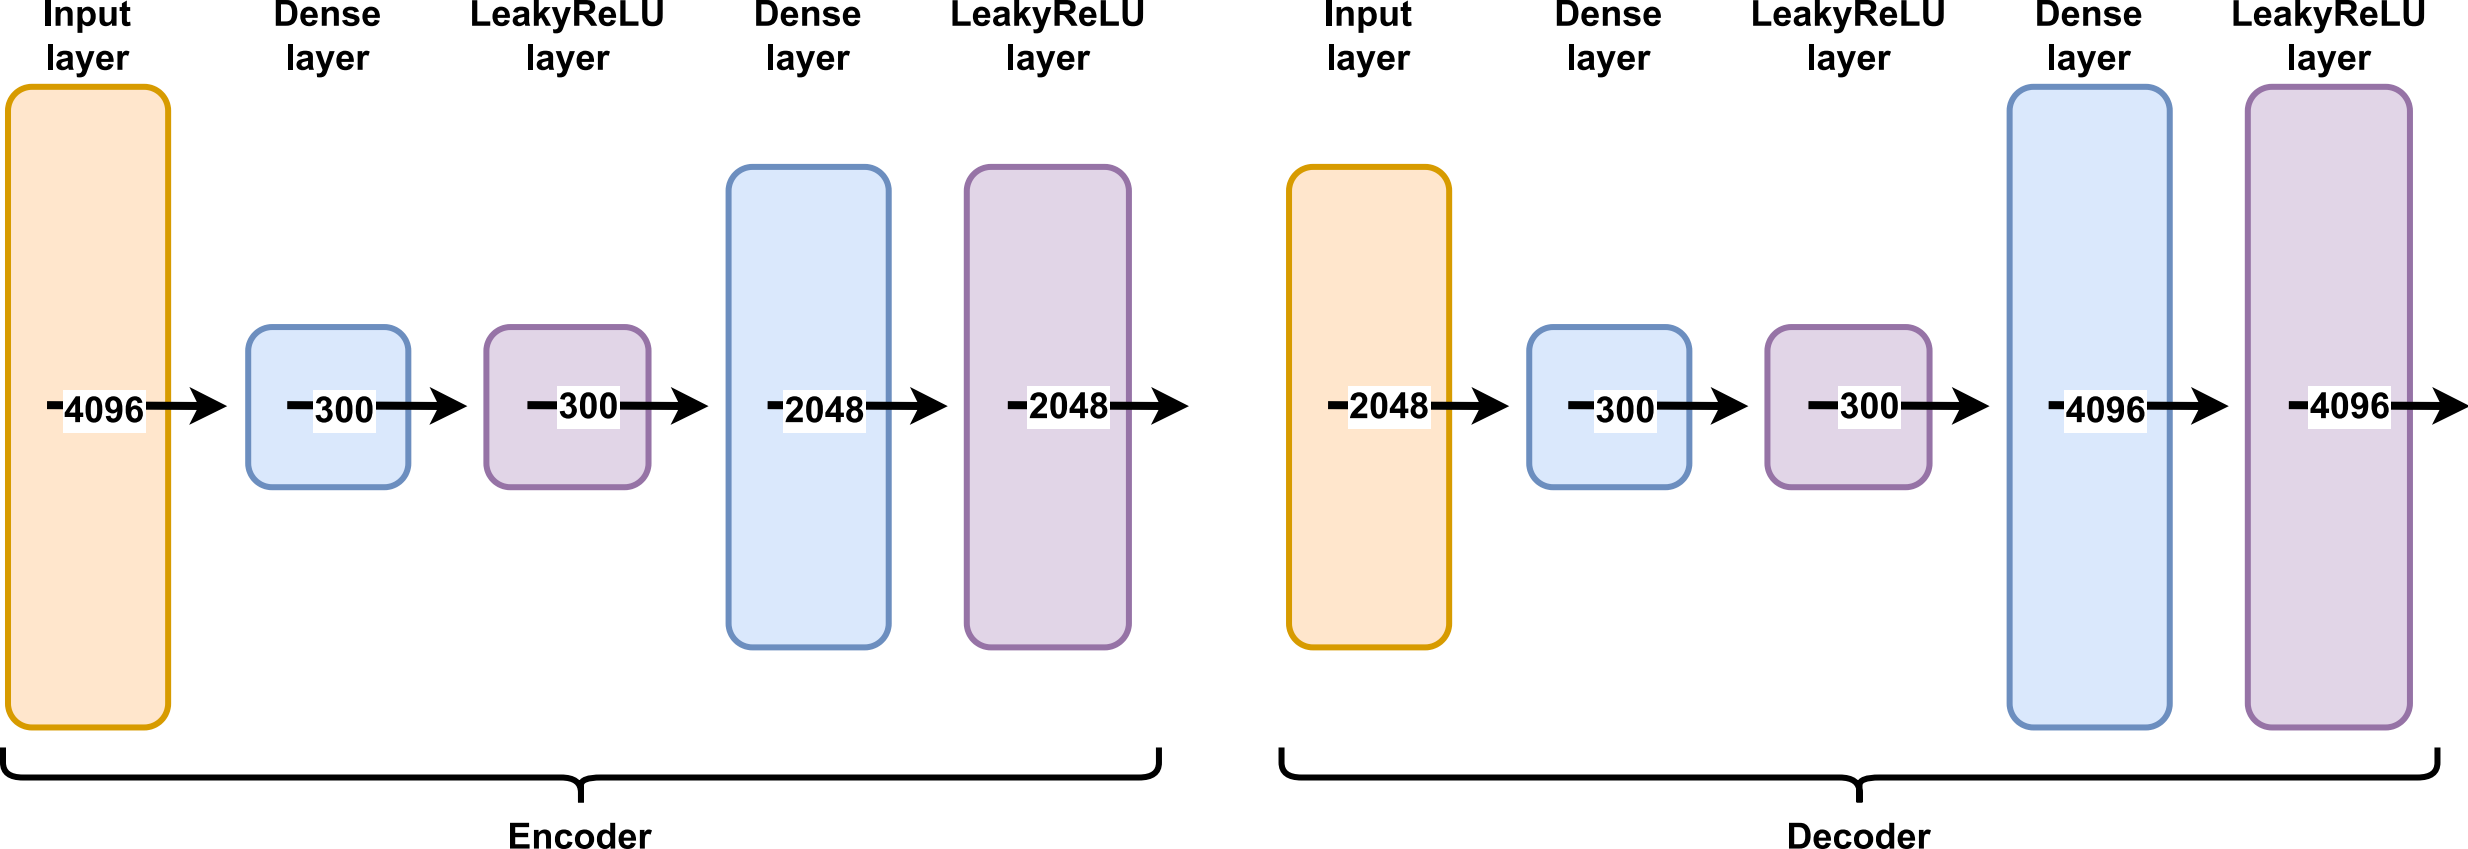 Input
layer
Dense
layer
LeakyReLU
layer
Dense
layer
LeakyReLU
layer
Input
layer
Dense
layer
LeakyReLU
layer
Dense
layer
LeakyReLU
layer
4096
300
300
2048
2048
2048
300
300
4096
4096
Encoder
Decoder